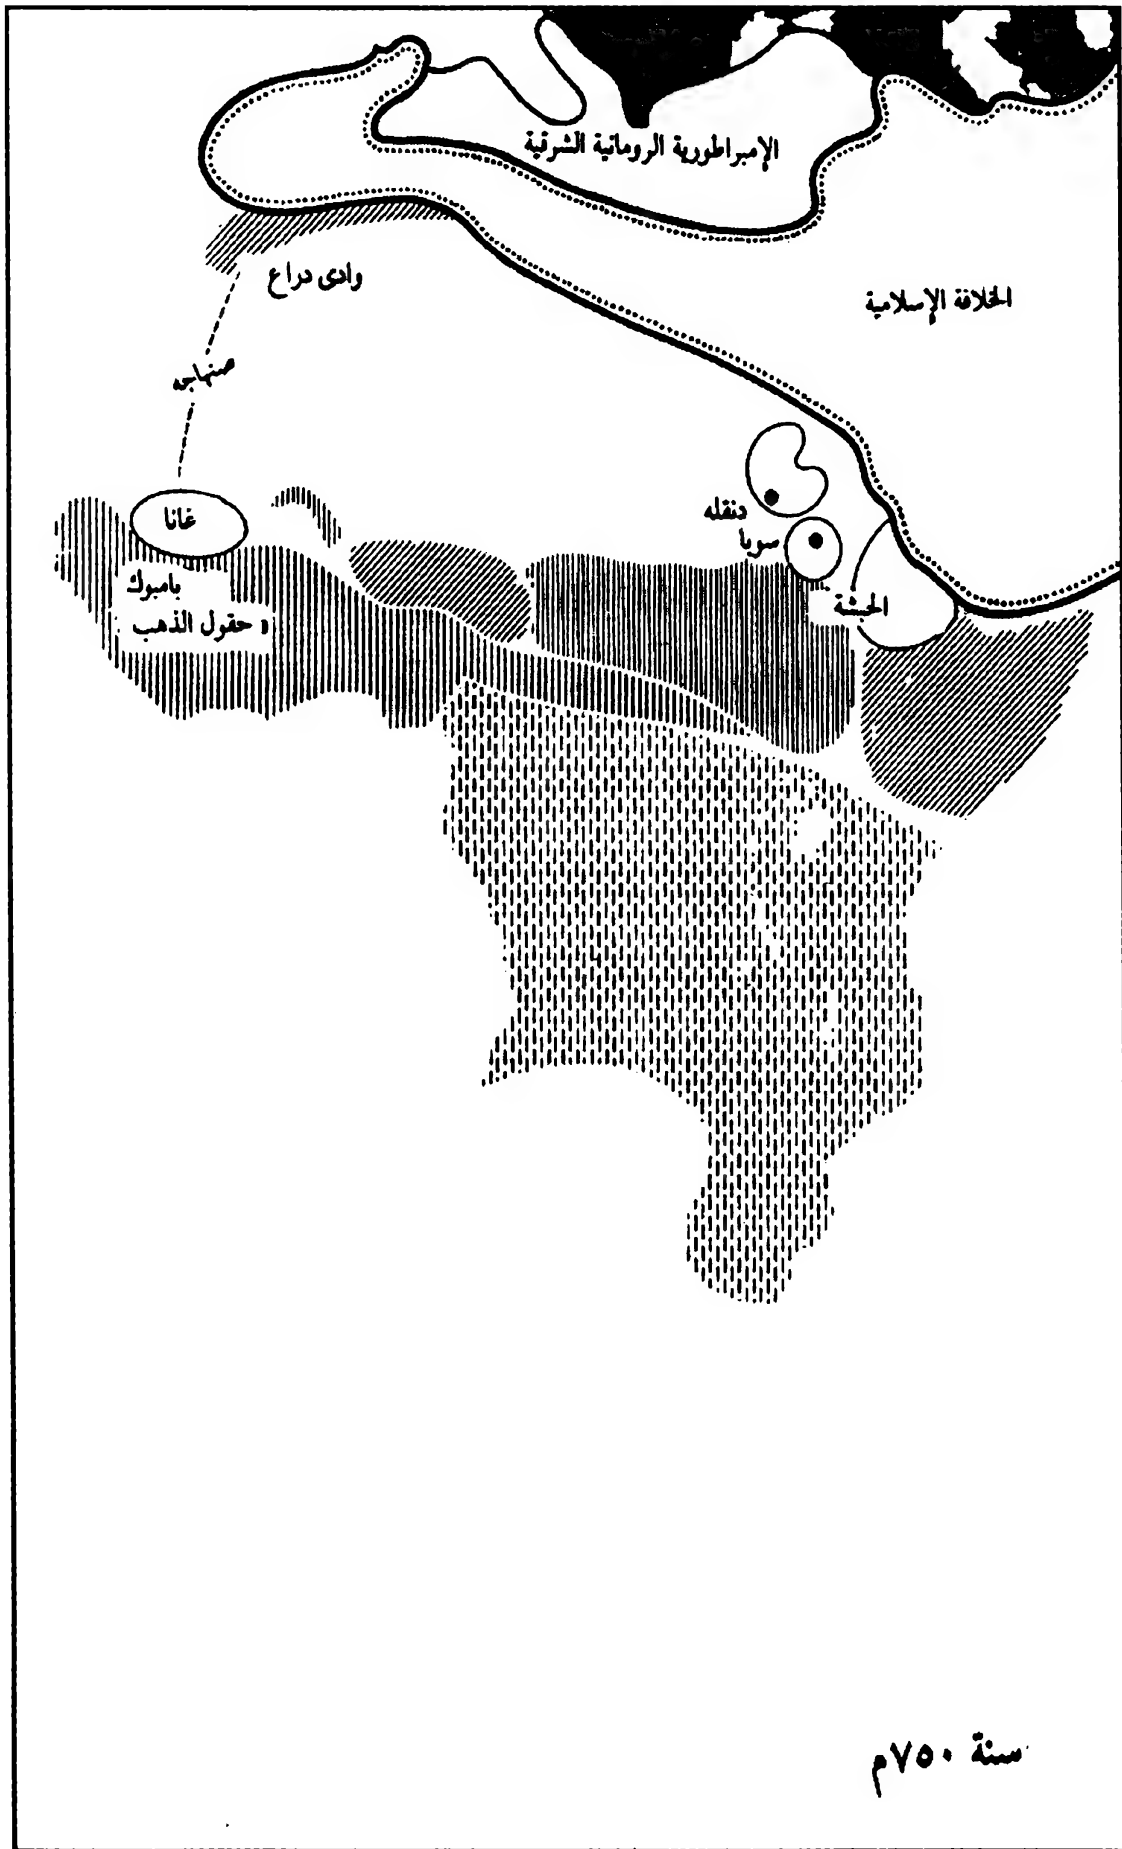 الإمبراطورية الرومانية الشرقية
الخلافة الإسلامية
وادى دراع
صنهاجه
غانا
بامبوك
« حقول الذهب
دنقله
سوبا
الحبشة
سنة ٧٥٠م